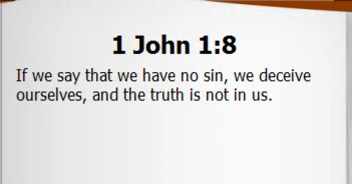 1 John 1:8
If we say that we have no sin, we deceive
ourselves, and the truth is not in us.